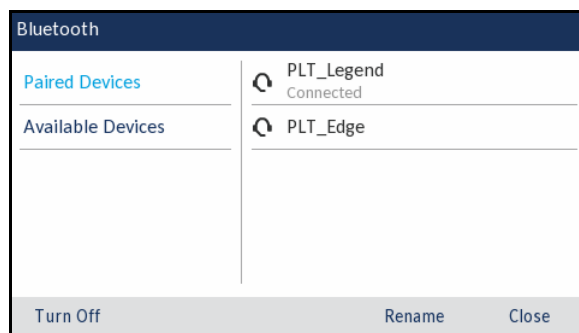 Bluetooth
Paired Devices
Available Devices
PLT_Legend
Connected
PLT_Edge
Turn Off
Rename
Close